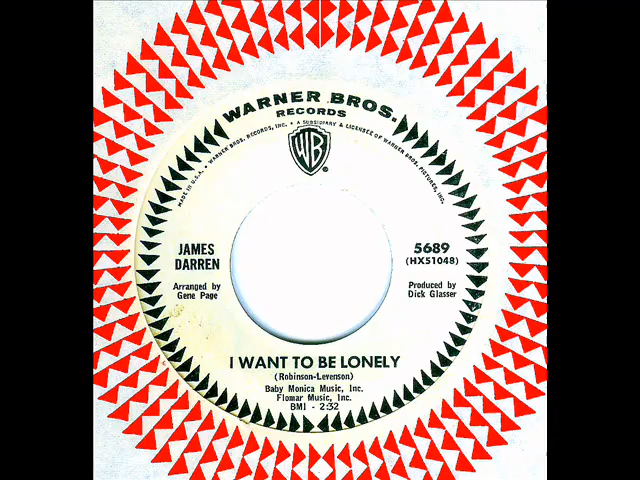 WARNER BROS.
RECORDS
MADE IN U.S.A. • WARNER BROS. RECORDS, INC. • A SUBSIDIARY & LICENSEE OF WARNER BROS. PICTURES, INC.
WB
®
JAMES
DARREN
Arranged by
Gene Page
5689
(HX51048)
Produced by
Dick Glasser
I WANT TO BE LONELY
(Robinson-Levenson)
Baby Monica Music, Inc.
Flomar Music, Inc.
BMI - 2:32